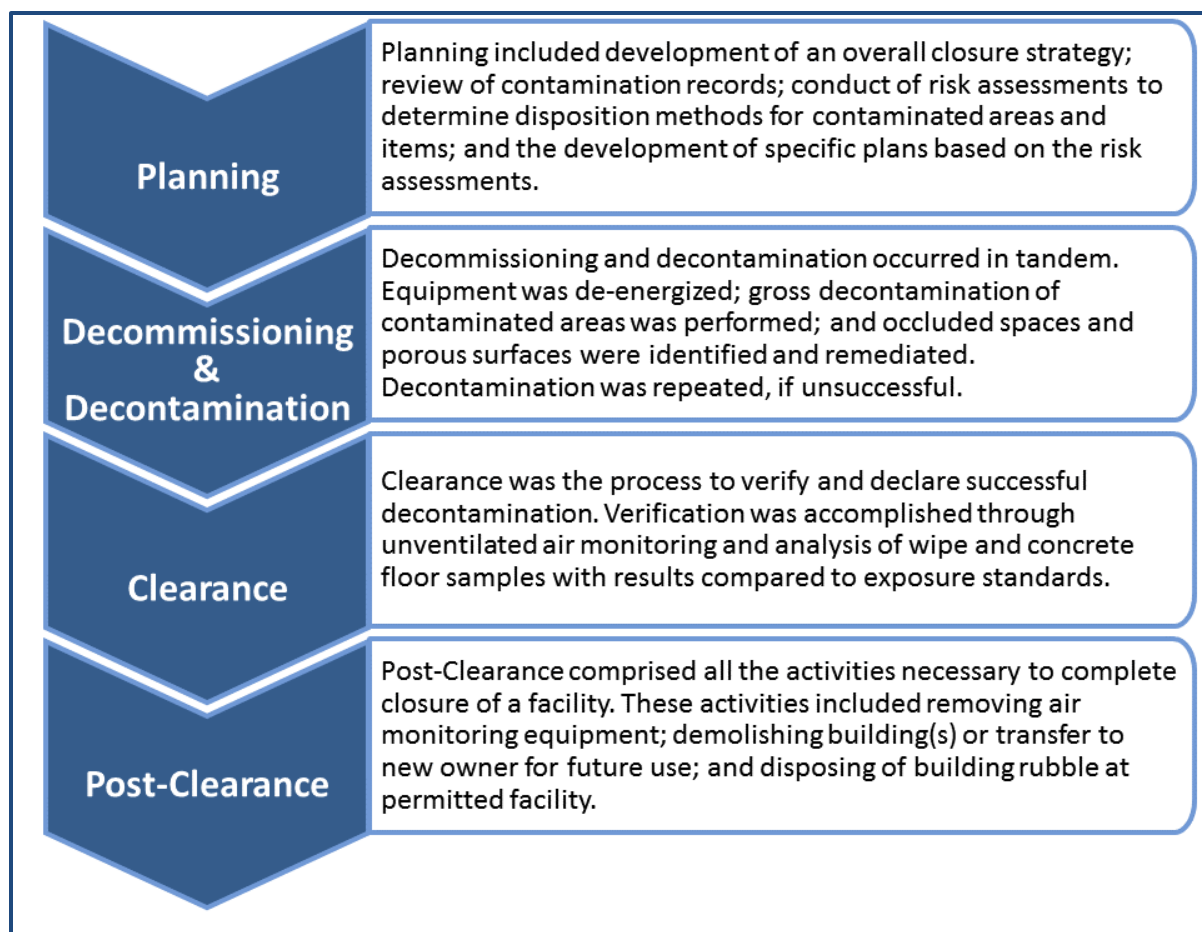 Planning
Planning included development of an overall closure strategy;
review of contamination records; conduct of risk assessments to
determine disposition methods for contaminated areas and
items; and the development of specific plans based on the risk
assessments.
Decommissioning
&
Decontamination
Decommissioning and decontamination occurred in tandem.
Equipment was de-energized; gross decontamination of
contaminated areas was performed; and occluded spaces and
porous surfaces were identified and remediated.
Decontamination was repeated, if unsuccessful.
Clearance
Clearance was the process to verify and declare successful
decontamination. Verification was accomplished through
unventilated air monitoring and analysis of wipe and concrete
floor samples with results compared to exposure standards.
Post-Clearance
Post-Clearance comprised all the activities necessary to complete
closure of a facility. These activities included removing air
monitoring equipment; demolishing building(s) or transfer to
new owner for future use; and disposing of building rubble at
permitted facility.